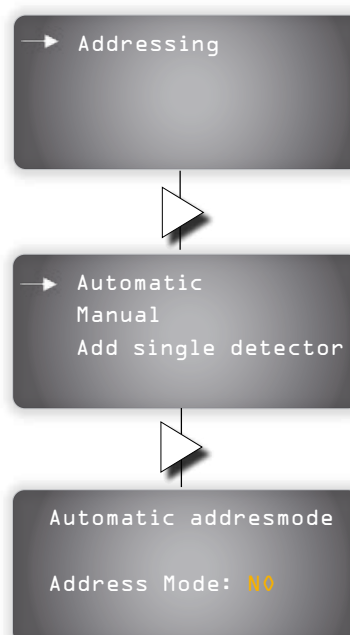 Addressing
Automatic
Manual
Add single detector
Automatic addresmode
Address Mode: NO